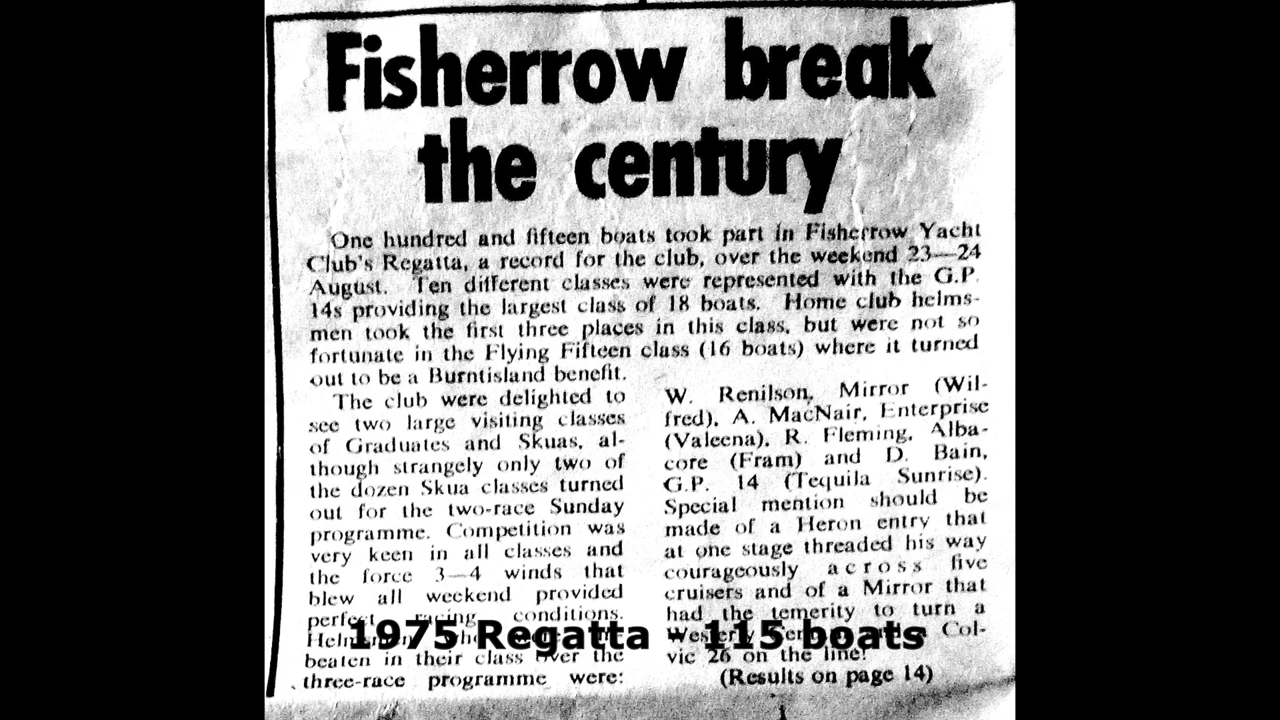 Fisherrow break
the century
One hundred and fifteen boats took part in Fisherrow Yacht
Club's Regatta, a record for the club, over the weekend 23—24
August. Ten different classes were represented with the G.P.
14s providing the largest class of 18 boats. Home club helms-
men took the first three places in this class, but were not so
fortunate in the Flying Fifteen class (16 boats) where it turned
out to be a Burntisland benefit.
The club were delighted to
see two large visiting classes
of Graduates and Skuas, al-
though strangely only two of
the dozen Skua classes turned
out for the two-race Sunday
programme. Competition was
very keen in all classes and
the force 3—4 winds that
blew all weekend provided
perfect racing conditions.
beaten in their class over the
three-race programme were:
W. Renilson, Mirror (Wil-
fred), A. MacNair, Enterprise
(Valeena), R. Fleming, Alba-
core (Fram) and D. Bain,
G.P. 14 (Tequila Sunrise).
Special mention should be
made of a Heron entry that
at one stage threaded his way
courageously across five
cruisers and of a Mirror that
had the temerity to turn a
Col-
vic 26 on the line!
(Results on page 14)
1975 Regatta - 115 boats